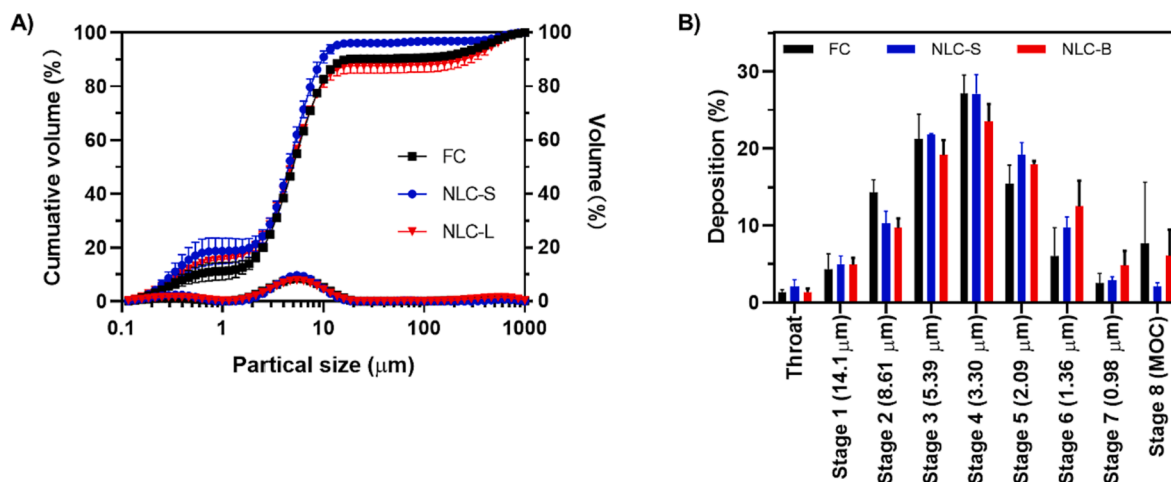 A)
Cumuative volume (%)
100
80
60
40
20
0
100
80
60
40
20
0
Volume (%)
FC
NLC-S
NLC-L
0.1
1
10
100
1000
Partical size (μm)
B)
FC
NLC-S
NLC-B
Deposition (%)
30
20
10
0
Throat
Stage 1 (14.1 μm)
Stage 2 (8.61 μm)
Stage 3 (5.39 μm)
Stage 4 (3.30 μm)
Stage 5 (2.09 μm)
Stage 6 (1.36 μm)
Stage 7 (0.98 μm)
Stage 8 (MOC)